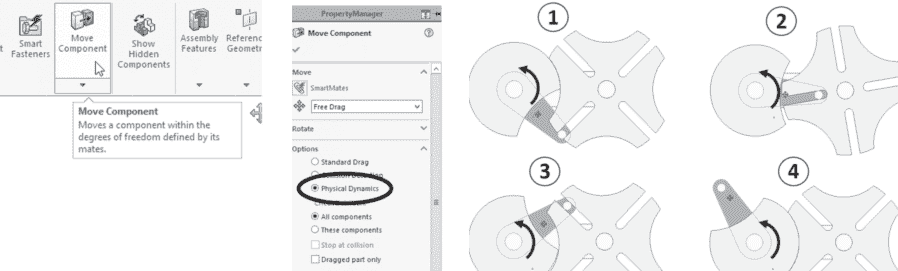 Smart
Fasteners
Move
Component
Show
Hidden
Components
Assembly
Features
Reference
Geometr
Move Component
Moves a component within the
degrees of freedom defined by its
mates.
PropertyManager
Move Component
Move
SmartMates
Free Drag
Rotate
Options
Standard Drag
Physical Dynamics
All components
These components
Stop at collision
Dragged part only
1
2
3
4